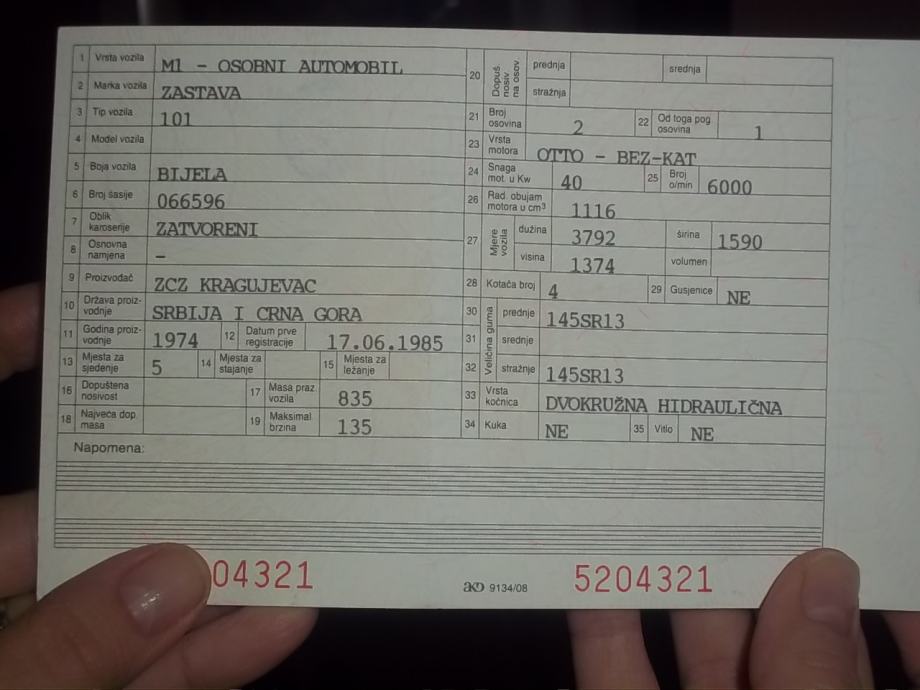 1 Vrsta vozila M1 - OSOBNI AUTOMOBIL
2 Marka vozila ZASTAVA
3 Tip vozila 101
4 Model vozila
5 Boja vozila BIJELA
6 Broj šasije 066596
7 Oblik karoserije ZATVORENI
8 Osnovna namjena –
9 Proizvođač ZCZ KRAGUJEVAC
10 Država proiz-vodnje SRBIJA I CRNA GORA
11 Godina proiz-vodnje 1974 12 Datum prve registracije 17.06.1985
13 Mjesta za sjedenje 5 14 Mjesta za stajanje 15 Mjesta za ležanje
16 Dopuštena nosivost 17 Masa praz. vozila 835
18 Najveća dop. masa 19 Maksimal brzina 135
20 Dopuš. nosiv. na osov. prednja srednja
stražnja
21 Broj osovina 2 22 Od toga pog. osovina 1
23 Vrsta motora OTTO - BEZ-KAT
24 Snaga mot. u Kw 40 25 Broj o/min 6000
26 Rad. obujam motora u cm³ 1116
27 Mjere vozila dužina 3792 širina 1590
visina 1374 volumen
28 Kotača broj 4 29 Gusjenice NE
30 Veličina guma prednje 145SR13
31 srednje
32 stražnje 145SR13
33 Vrsta kočnica DVOKRUŽNA HIDRAULIČNA
34 Kuka NE 35 Vitlo NE
Napomena:
04321 AKD 9134/08 5204321